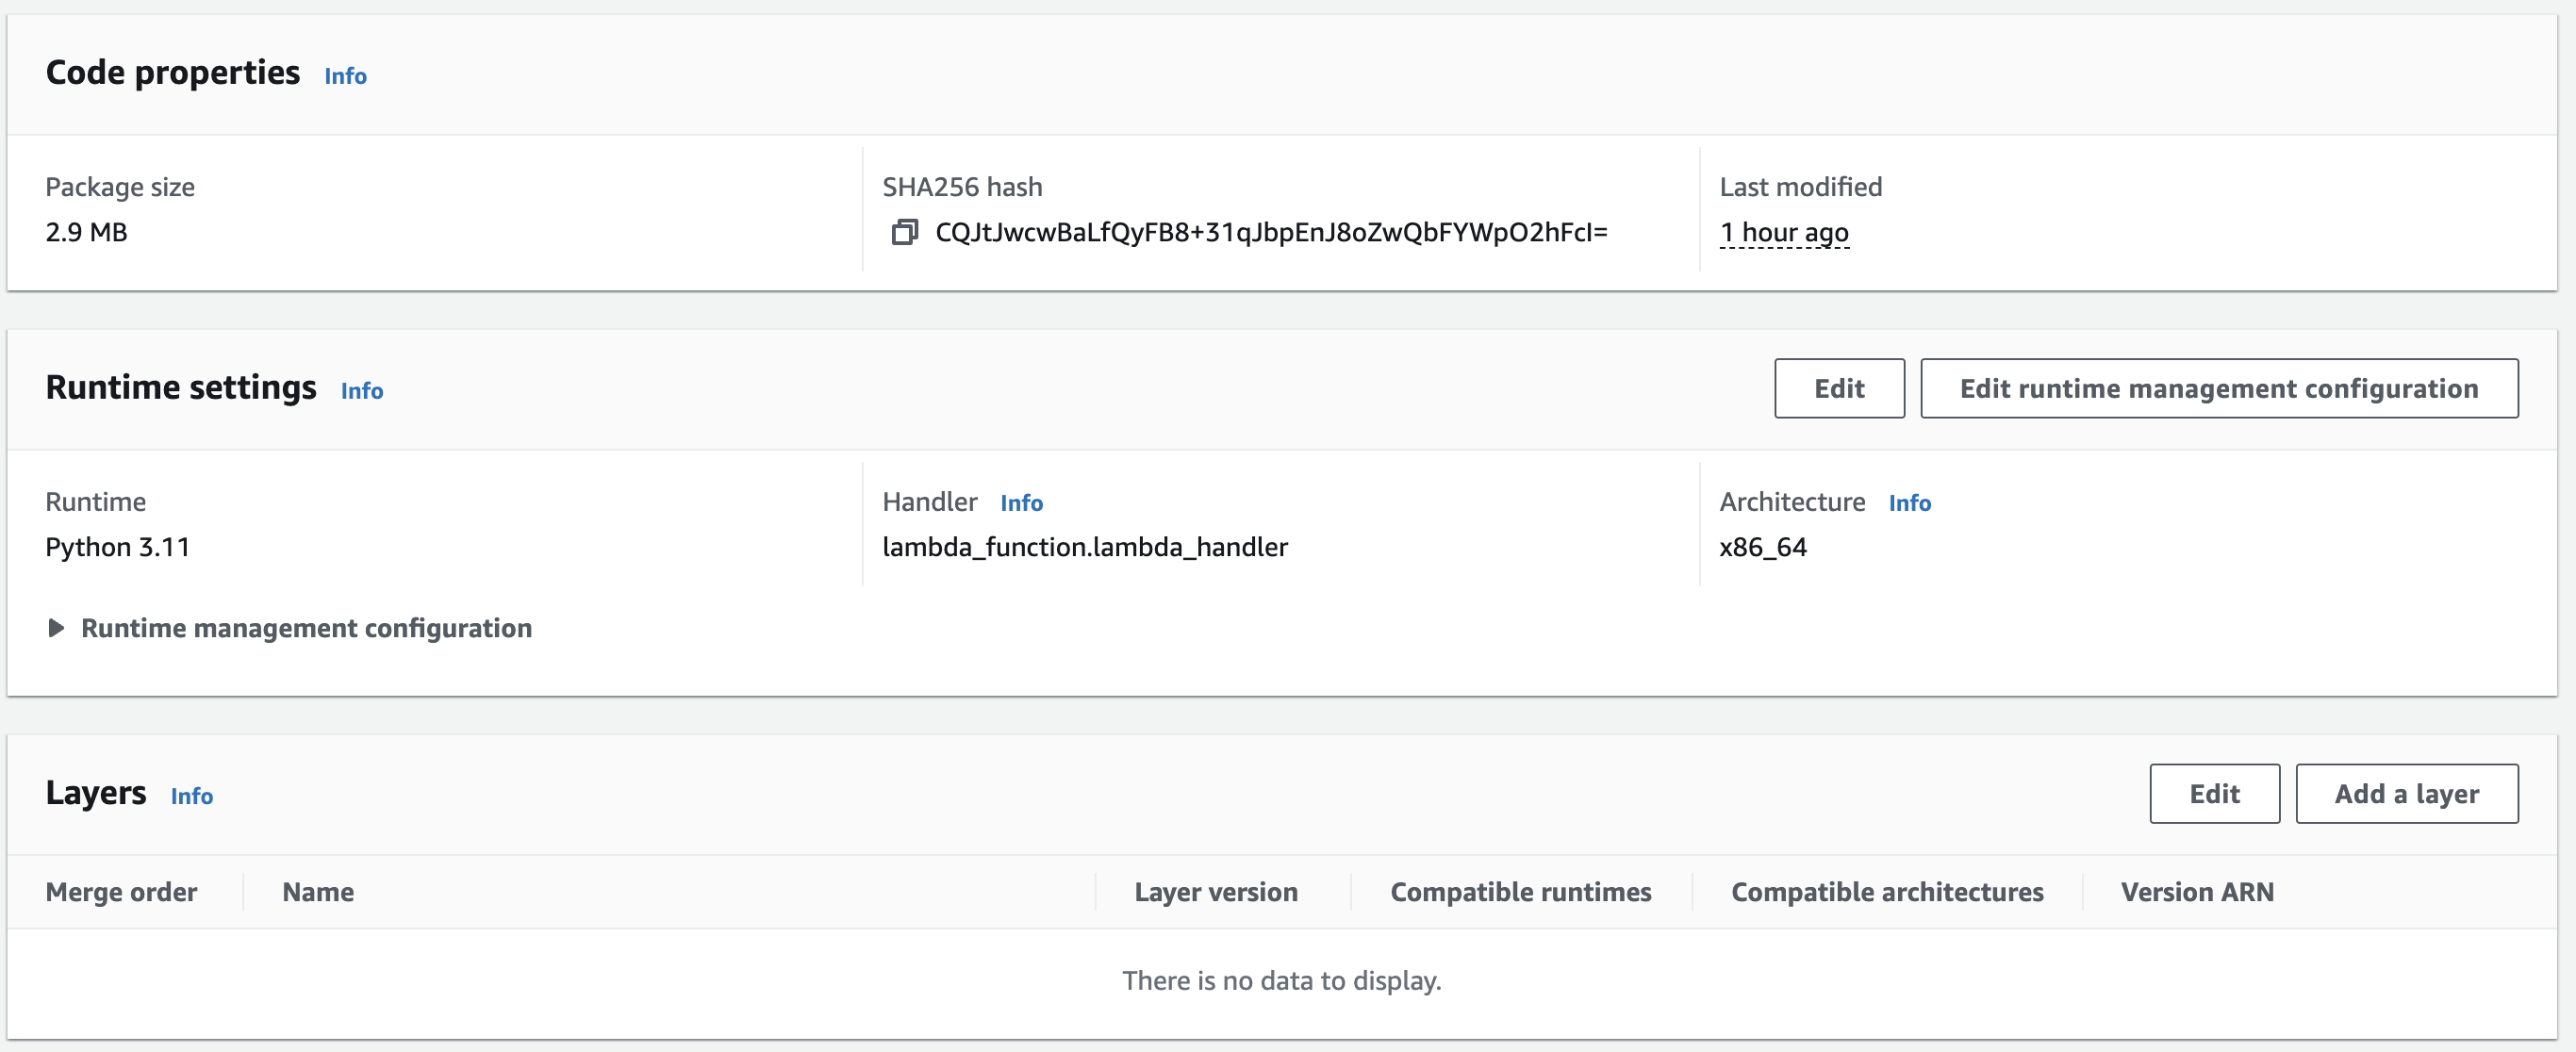 Code properties Info
Package size
2.9 MB
SHA256 hash
CQJtJwcwBaLfQyFB8+31qJbpEnJ8oZwQbFYWpO2hFcI=
Last modified
1 hour ago
Runtime settings Info
Edit
Edit runtime management configuration
Runtime
Python 3.11
Handler Info
lambda_function.lambda_handler
Architecture Info
x86_64
Runtime management configuration
Layers Info
Edit
Add a layer
Merge order
Name
Layer version
Compatible runtimes
Compatible architectures
Version ARN
There is no data to display.